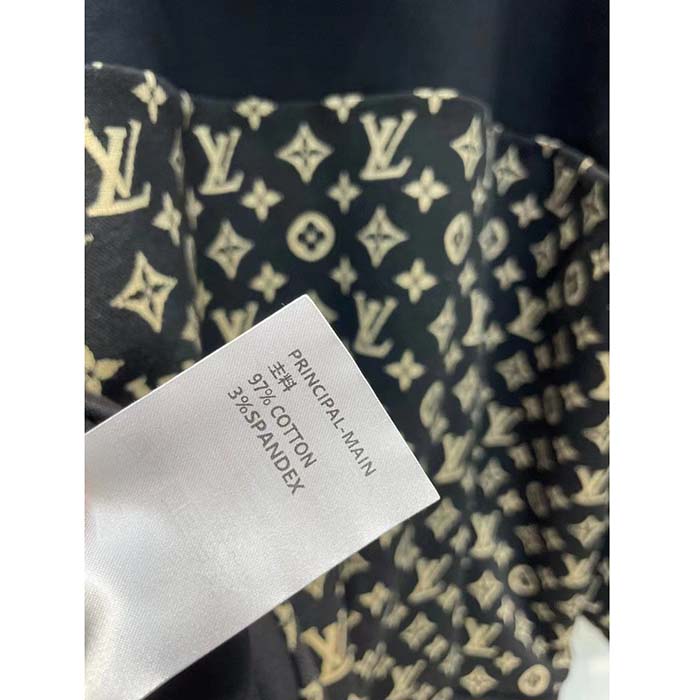 PRINCIPAL-MAIN
主料
97% COTTON
3%SPANDEX